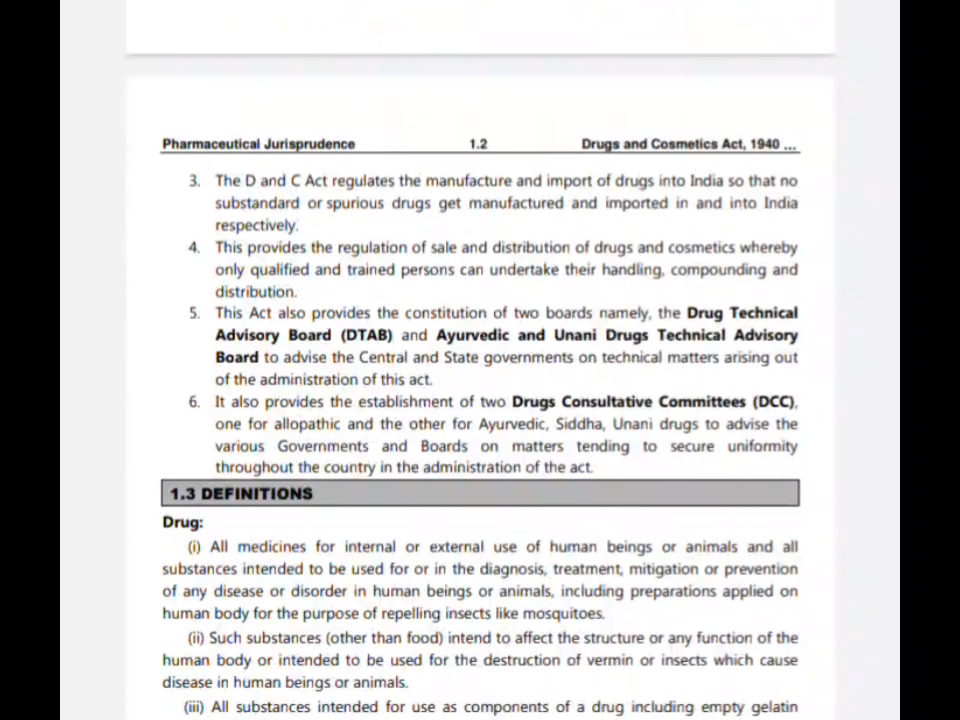 Pharmaceutical Jurisprudence 1.2 Drugs and Cosmetics Act, 1940 ...
3. The D and C Act regulates the manufacture and import of drugs into India so that no
substandard or spurious drugs get manufactured and imported in and into India
respectively.
4. This provides the regulation of sale and distribution of drugs and cosmetics whereby
only qualified and trained persons can undertake their handling, compounding and
distribution.
5. This Act also provides the constitution of two boards namely, the Drug Technical
Advisory Board (DTAB) and Ayurvedic and Unani Drugs Technical Advisory
Board to advise the Central and State governments on technical matters arising out
of the administration of this act.
6. It also provides the establishment of two Drugs Consultative Committees (DCC),
one for allopathic and the other for Ayurvedic, Siddha, Unani drugs to advise the
various Governments and Boards on matters tending to secure uniformity
throughout the country in the administration of the act.
1.3 DEFINITIONS
Drug:
(i) All medicines for internal or external use of human beings or animals and all
substances intended to be used for or in the diagnosis, treatment, mitigation or prevention
of any disease or disorder in human beings or animals, including preparations applied on
human body for the purpose of repelling insects like mosquitoes.
(ii) Such substances (other than food) intend to affect the structure or any function of the
human body or intended to be used for the destruction of vermin or insects which cause
disease in human beings or animals.
(iii) All substances intended for use as components of a drug including empty gelatin